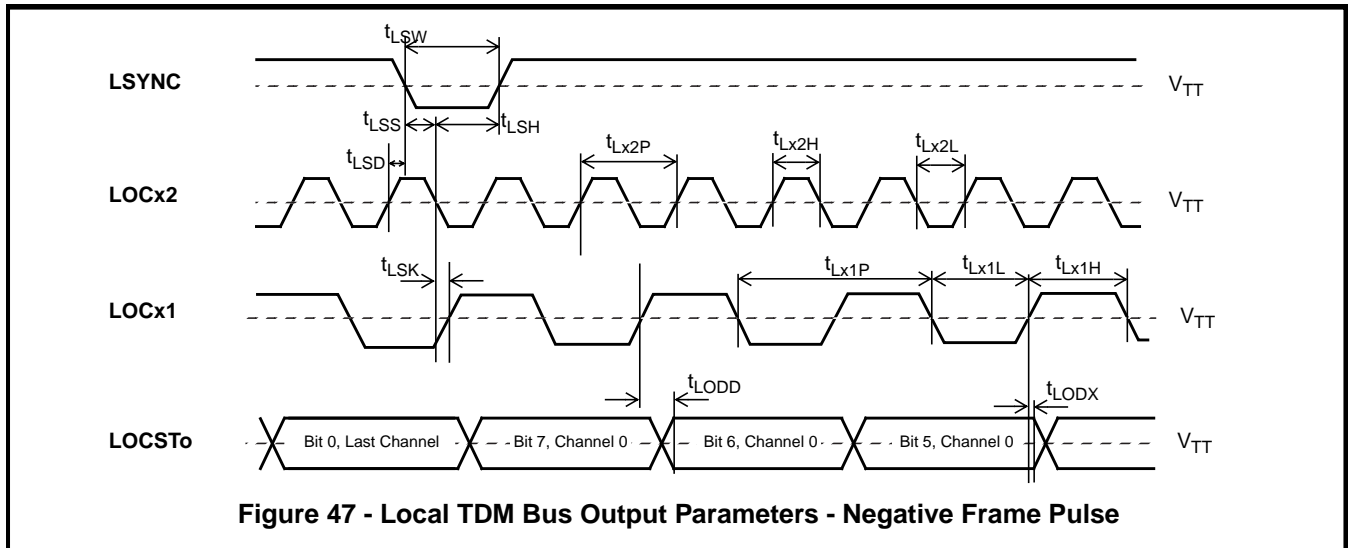 tLSW
LSYNC
VTT
tLSS
tLSH
tLSD
tLx2P
tLx2H
tLx2L
LOCx2
VTT
tLSK
tLx1P
tLx1L
tLx1H
LOCx1
VTT
tLODD
tLODX
LOCSTo
Bit 0, Last Channel
Bit 7, Channel 0
Bit 6, Channel 0
Bit 5, Channel 0
VTT
Figure 47 - Local TDM Bus Output Parameters - Negative Frame Pulse